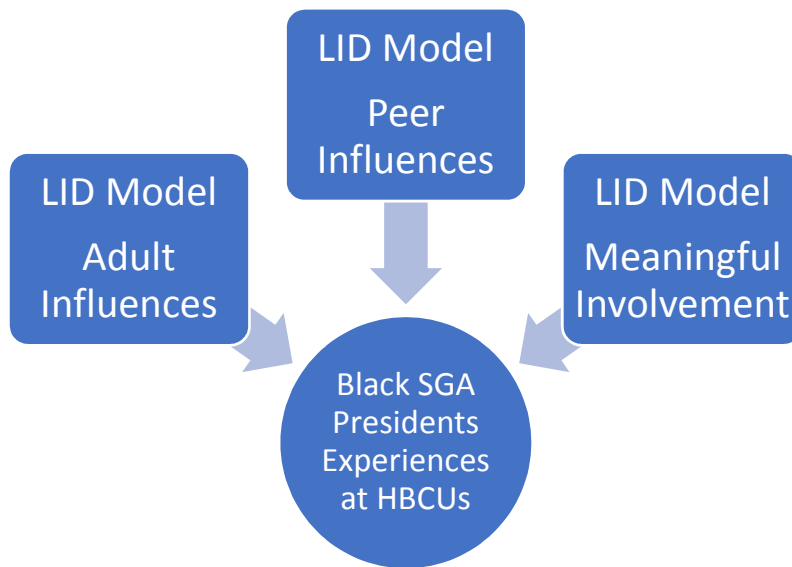 LID Model
Peer
Influences
LID Model
Adult
Influences
LID Model
Meaningful
Involvement
Black SGA
Presidents
Experiences
at HBCUs